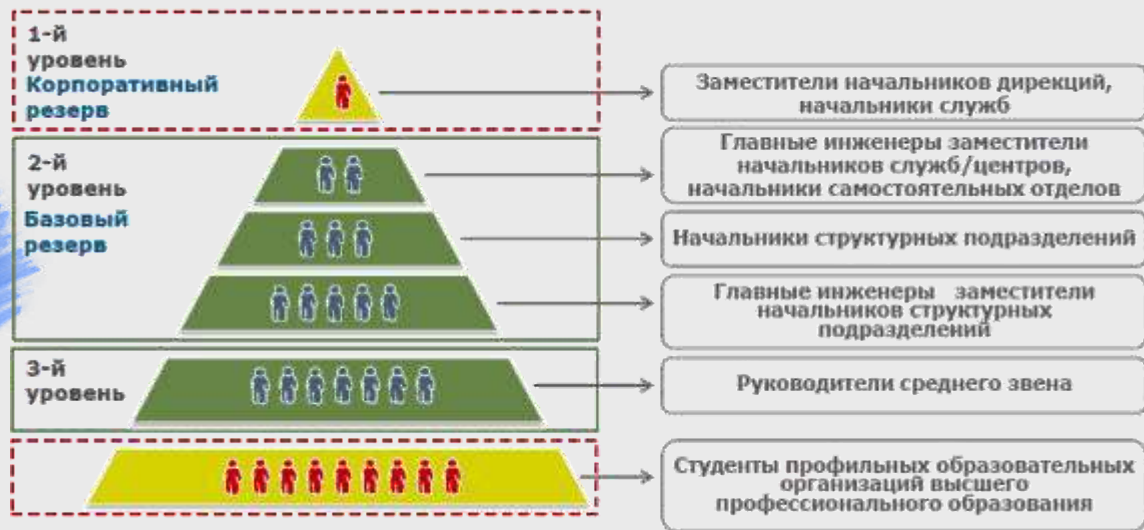 1-й
уровень
Корпоративный
резерв
Заместители начальников дирекций,
начальники служб
2-й
уровень
Базовый
резерв
Главные инженеры заместители
начальников служб/центров,
начальники самостоятельных отделов
Начальники структурных подразделений
Главные инженеры заместители
начальников структурных
подразделений
3-й
уровень
Руководители среднего звена
Студенты профильных образовательных
организаций высшего
профессионального образования